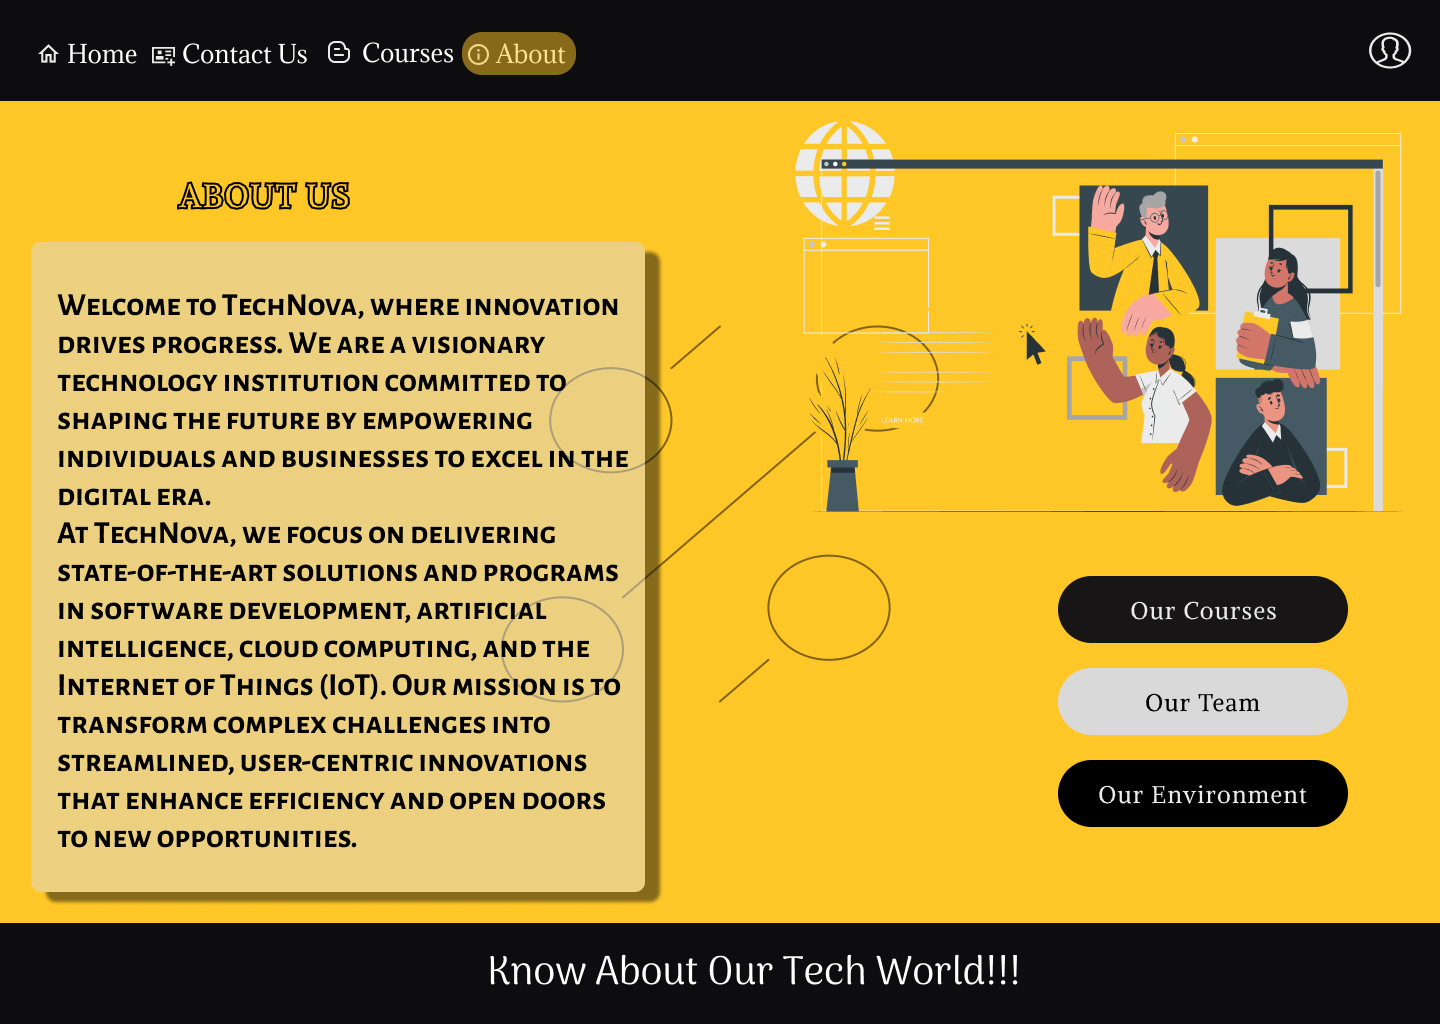 Home Contact Us Courses About
ABOUT US
Welcome to TechNova, where innovation
drives progress. We are a visionary
technology institution committed to
shaping the future by empowering
individuals and businesses to excel in the
digital era.
At TechNova, we focus on delivering
state-of-the-art solutions and programs
in software development, artificial
intelligence, cloud computing, and the
Internet of Things (IoT). Our mission is to
transform complex challenges into
streamlined, user-centric innovations
that enhance efficiency and open doors
to new opportunities.
LEARN MORE
Our Courses
Our Team
Our Environment
Know About Our Tech World!!!